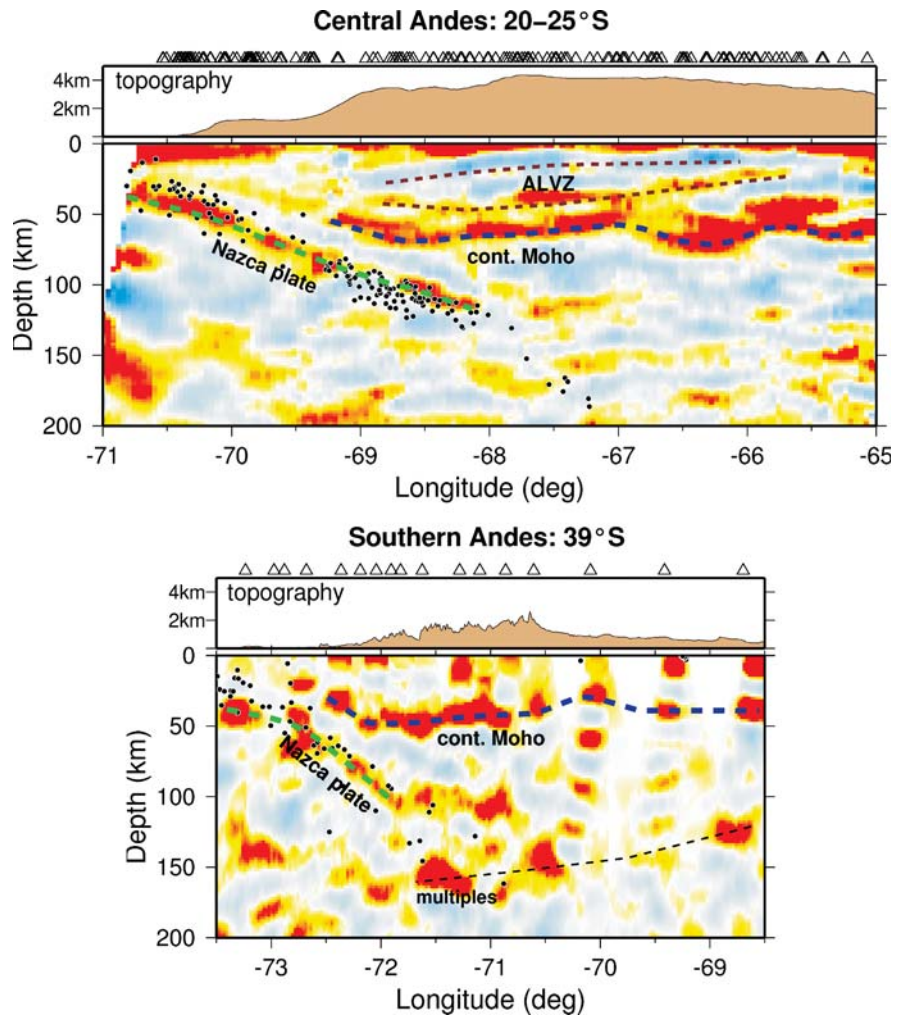 Central Andes: 20–25°S
4km
topography
2km
0
50
100
150
200
Depth (km)
ALVZ
cont. Moho
Nazca plate
-71 -70 -69 -68 -67 -66 -65
Longitude (deg)
Southern Andes: 39°S
4km
topography
2km
0
50
100
150
200
Depth (km)
cont. Moho
Nazca plate
multiples
-73 -72 -71 -70 -69
Longitude (deg)